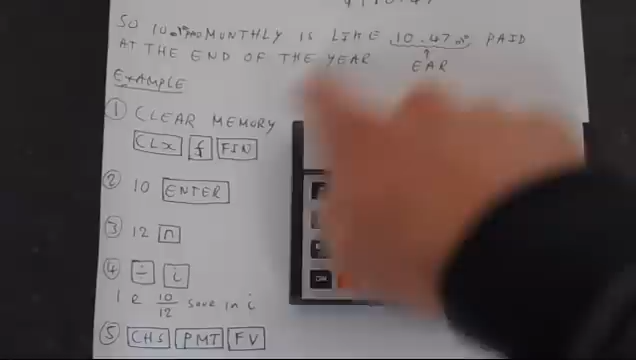 SO 10.% PAID MONTHLY IS LIKE 10.47% PAID
AT THE END OF THE YEAR
EAR
EXAMPLE
① CLEAR MEMORY
CLx f FIN
② 10 ENTER
③ 12 n
④ ÷ i
I e 10/12 save in i
⑤ CHS PMT FV